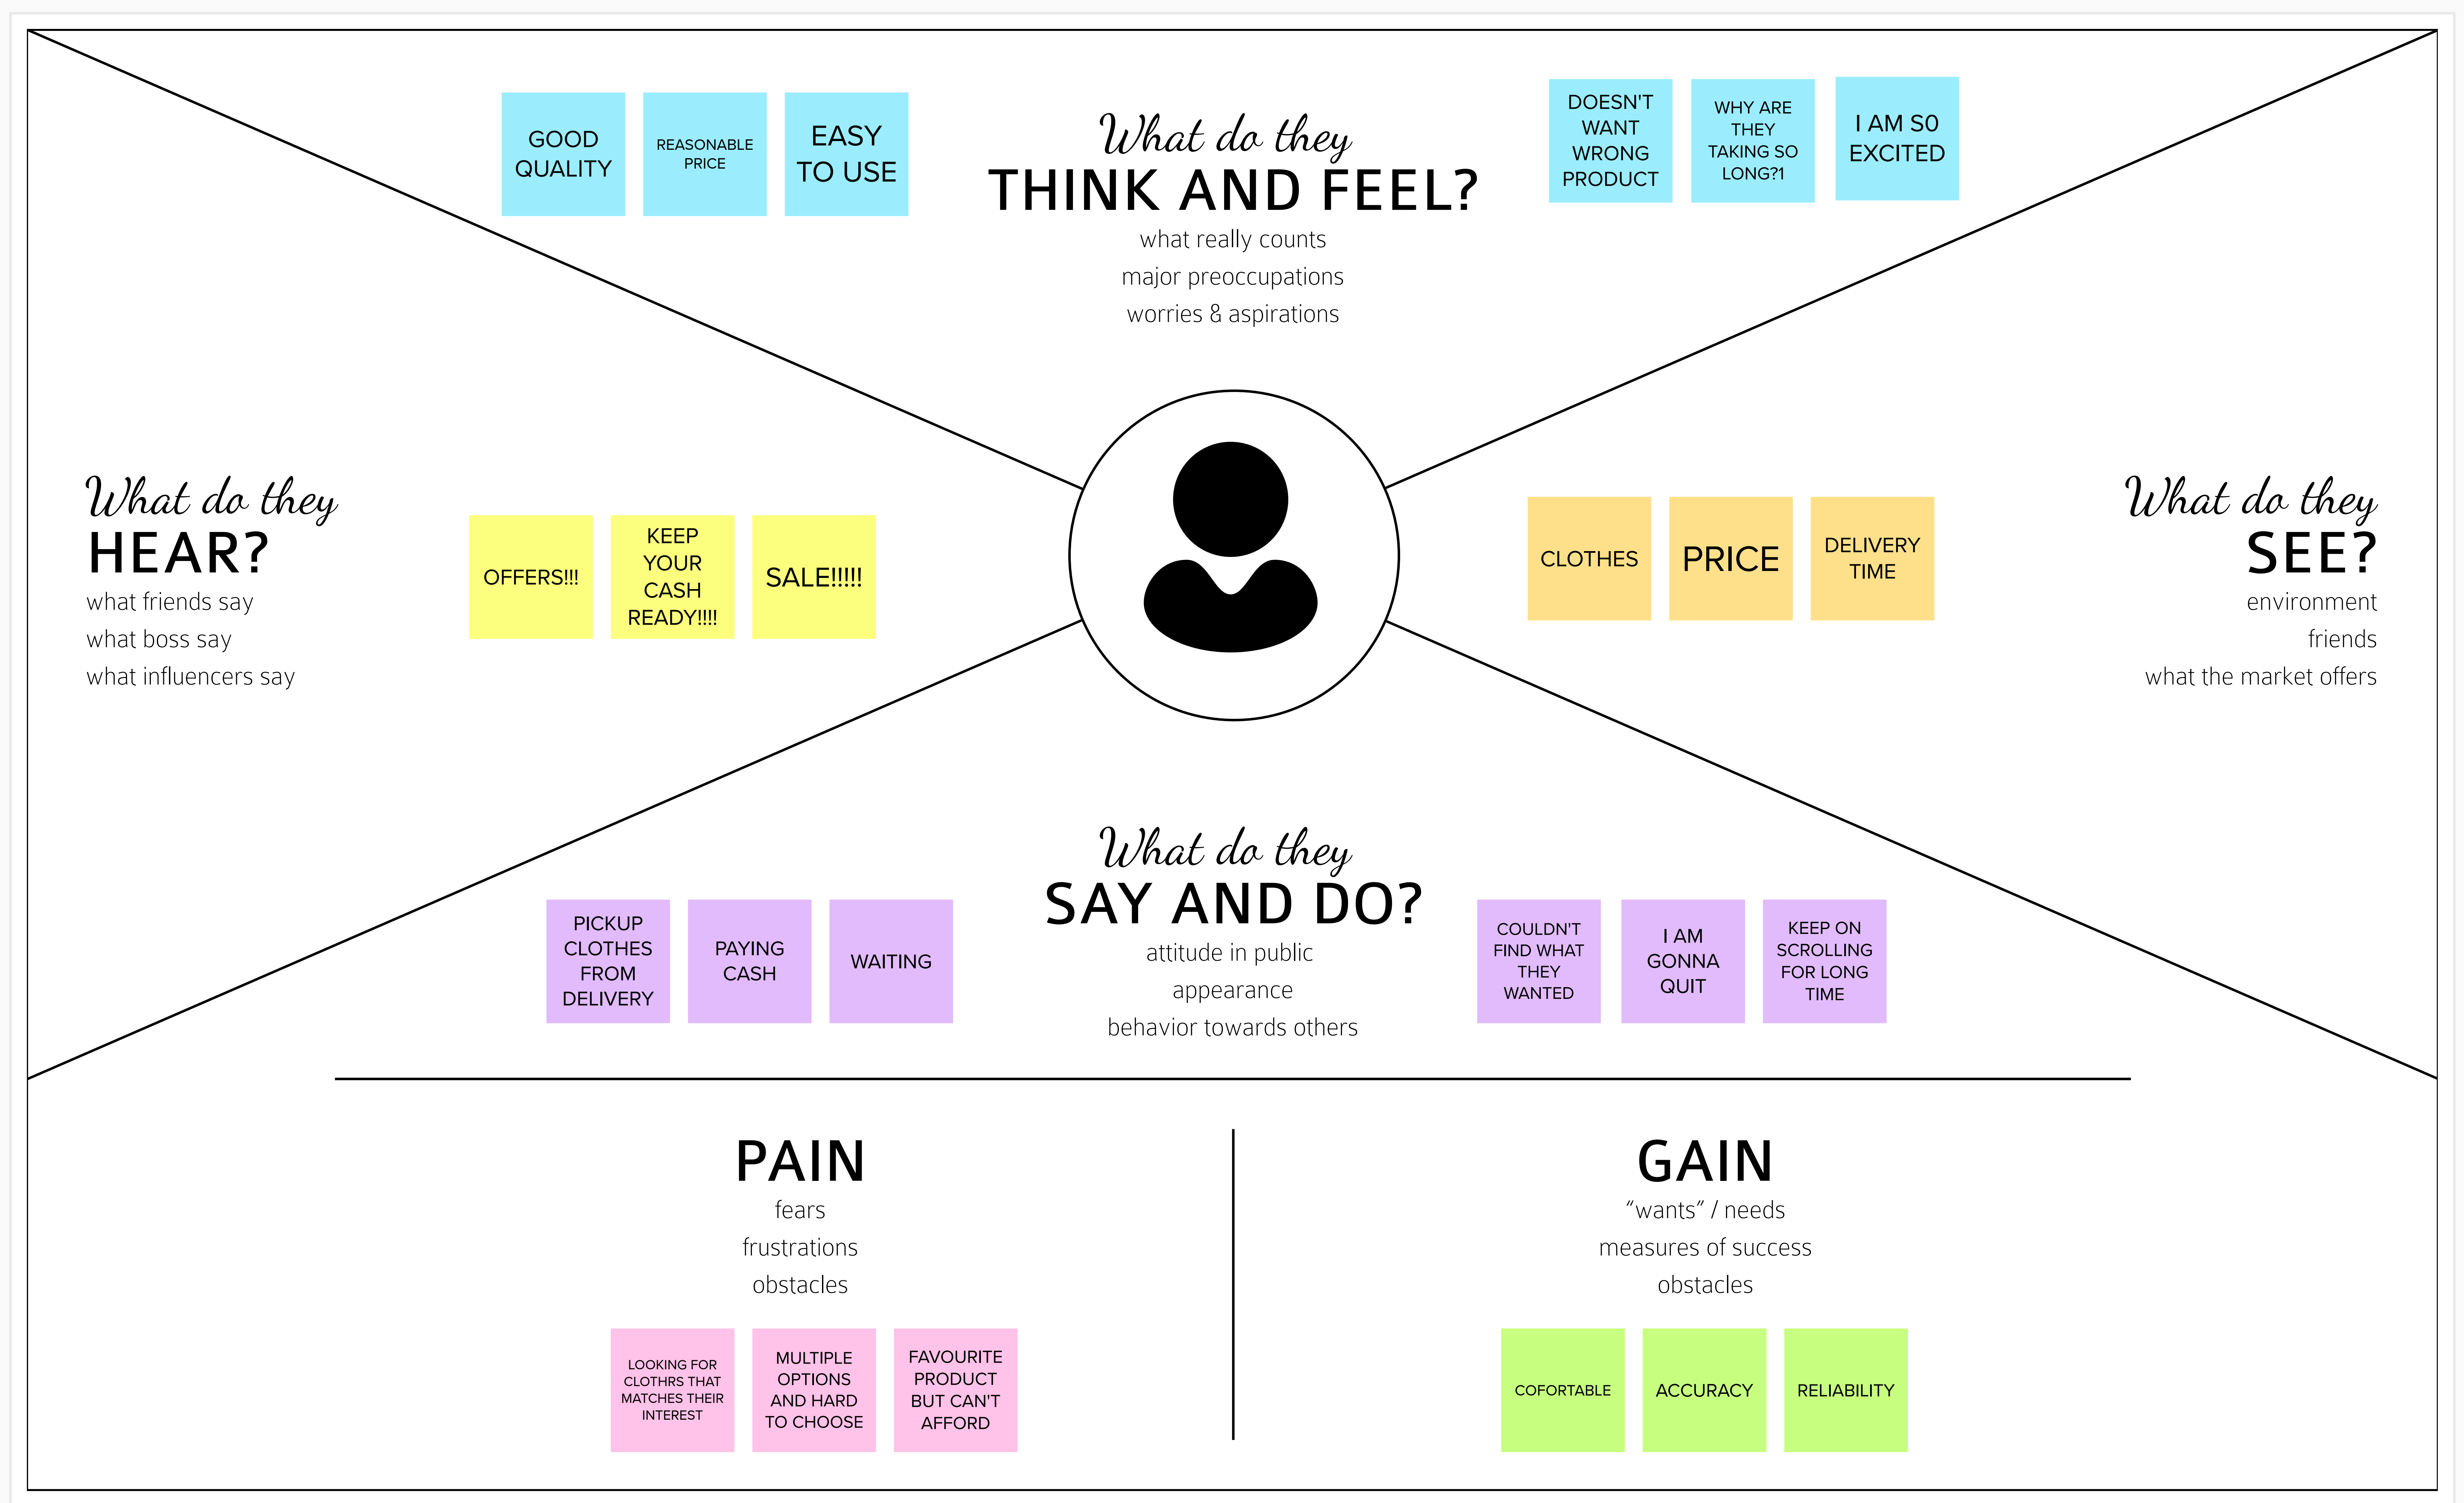 What do they
THINK AND FEEL?
what really counts
major preoccupations
worries & aspirations
GOOD
QUALITY
REASONABLE
PRICE
EASY
TO USE
DOESN'T
WANT
WRONG
PRODUCT
WHY ARE
THEY
TAKING SO
LONG?1
I AM S0
EXCITED
What do they
HEAR?
what friends say
what boss say
what influencers say
OFFERS!!!
KEEP
YOUR
CASH
READY!!!!
SALE!!!!!
CLOTHES
PRICE
DELIVERY
TIME
What do they
SEE?
environment
friends
what the market offers
What do they
SAY AND DO?
attitude in public
appearance
behavior towards others
PICKUP
CLOTHES
FROM
DELIVERY
PAYING
CASH
WAITING
COULDN'T
FIND WHAT
THEY
WANTED
I AM
GONNA
QUIT
KEEP ON
SCROLLING
FOR LONG
TIME
PAIN
fears
frustrations
obstacles
LOOKING FOR
CLOTHRS THAT
MATCHES THEIR
INTEREST
MULTIPLE
OPTIONS
AND HARD
TO CHOOSE
FAVOURITE
PRODUCT
BUT CAN'T
AFFORD
GAIN
“wants” / needs
measures of success
obstacles
COFORTABLE
ACCURACY
RELIABILITY